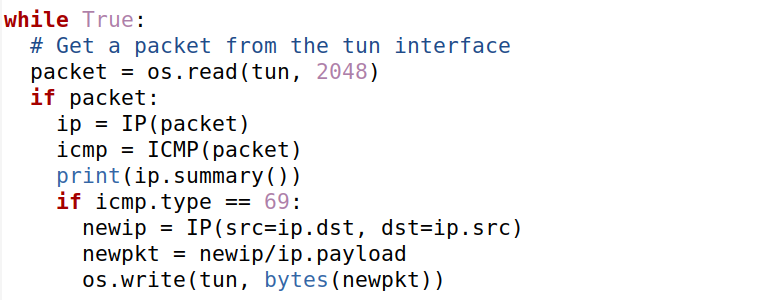 while True:
  # Get a packet from the tun interface
  packet = os.read(tun, 2048)
  if packet:
    ip = IP(packet)
    icmp = ICMP(packet)
    print(ip.summary())
    if icmp.type == 69:
      newip = IP(src=ip.dst, dst=ip.src)
      newpkt = newip/ip.payload
      os.write(tun, bytes(newpkt))